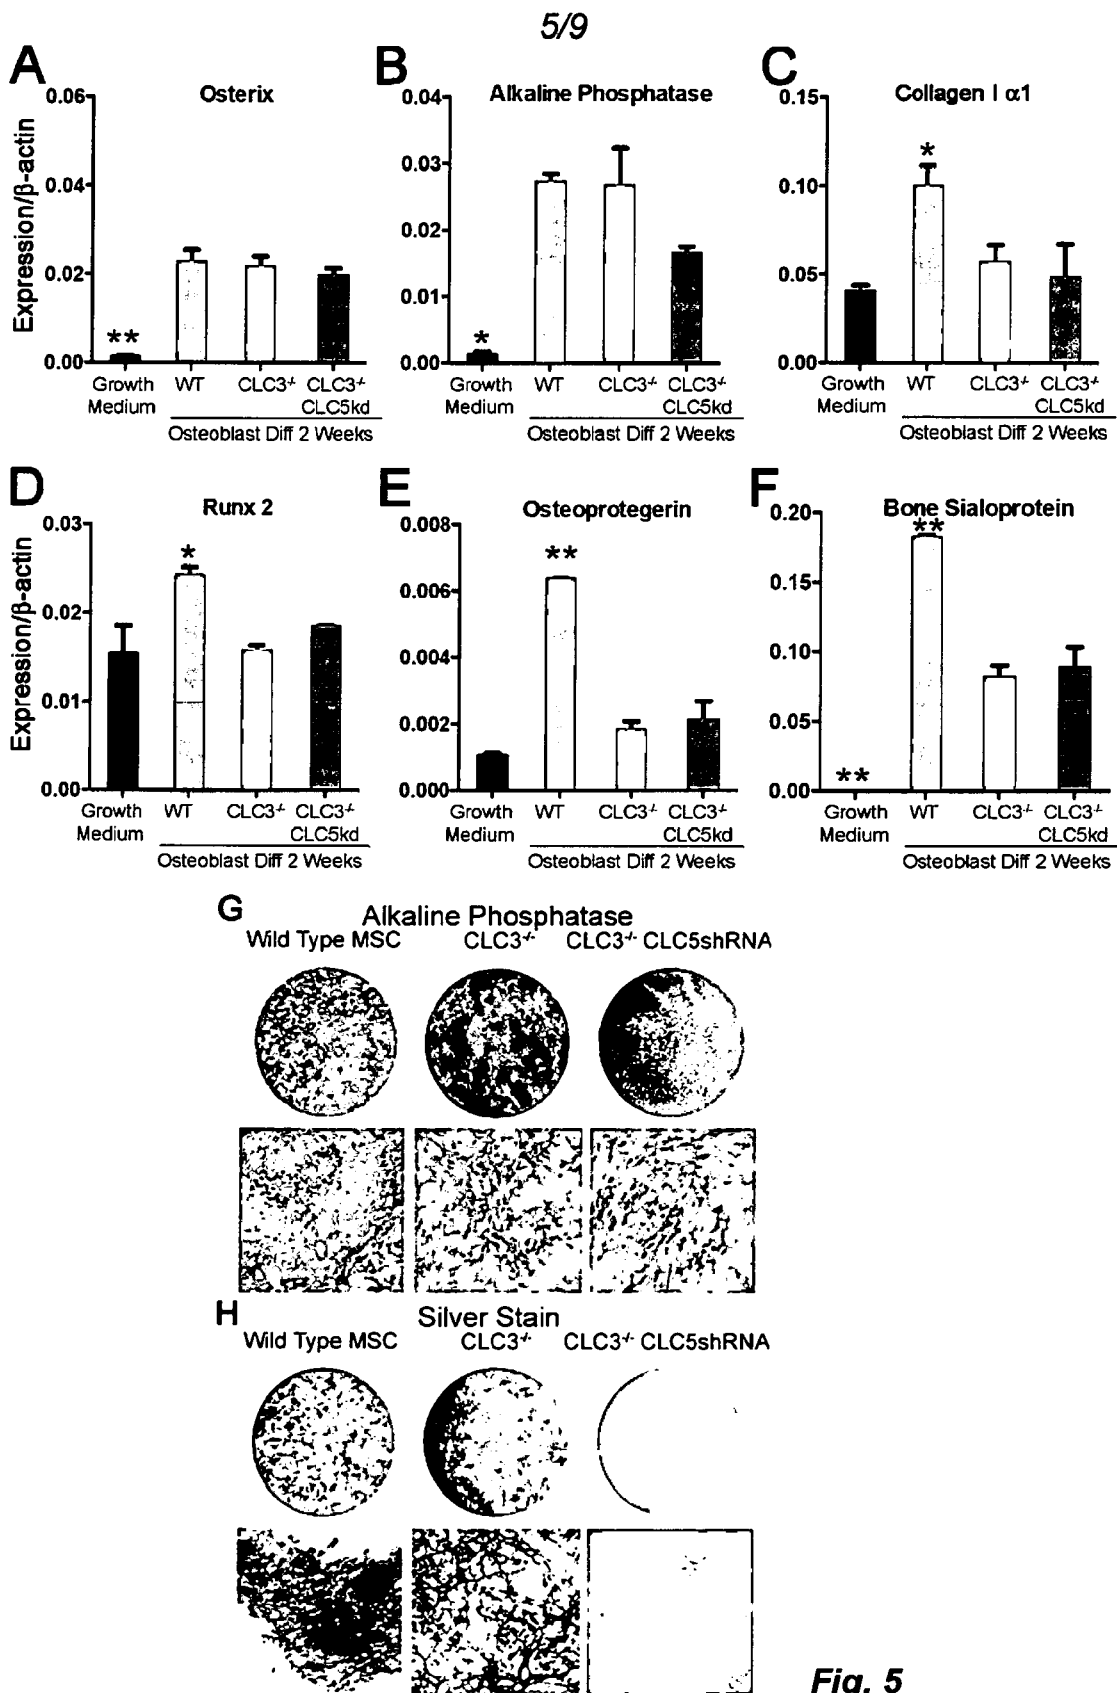 5/9
A
Osterix
Expression/β-actin
0.06
0.04
0.02
0.00
**
Growth Medium
WT
CLC3-/-
CLC3-/- CLC5kd
Osteoblast Diff 2 Weeks
B
Alkaline Phosphatase
0.04
0.03
0.02
0.01
0.00
*
Growth Medium
WT
CLC3-/-
CLC3-/- CLC5kd
Osteoblast Diff 2 Weeks
C
Collagen I α1
0.15
0.10
0.05
0.00
*
Growth Medium
WT
CLC3-/-
CLC3-/- CLC5kd
Osteoblast Diff 2 Weeks
D
Runx 2
Expression/β-actin
0.03
0.02
0.01
0.00
*
Growth Medium
WT
CLC3-/-
CLC3-/- CLC5kd
Osteoblast Diff 2 Weeks
E
Osteoprotegerin
0.008
0.006
0.004
0.002
0.000
**
Growth Medium
WT
CLC3-/-
CLC3-/- CLC5kd
Osteoblast Diff 2 Weeks
F
Bone Sialoprotein
0.20
0.15
0.10
0.05
0.00
**
**
Growth Medium
WT
CLC3-/-
CLC3-/- CLC5kd
Osteoblast Diff 2 Weeks
G
Alkaline Phosphatase
Wild Type MSC CLC3-/- CLC3-/- CLC5shRNA
H
Silver Stain
Wild Type MSC CLC3-/- CLC3-/- CLC5shRNA
Fig. 5